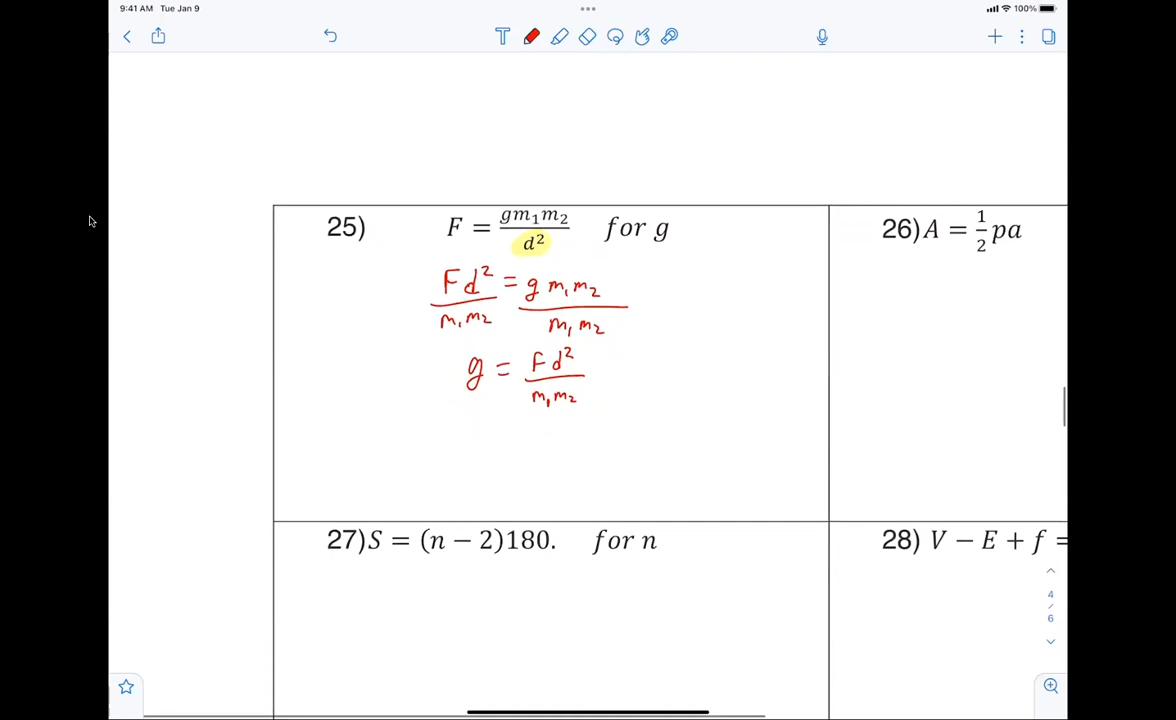 9:41 AM Tue Jan 9
100%
25) F = gm₁m₂/d² for g
Fd²/m₁m₂ = gm₁m₂/m₁m₂
g = Fd²/m₁m₂
26) A = 1/2 pa
27) S = (n − 2)180. for n
28) V − E + f =
4
/
6